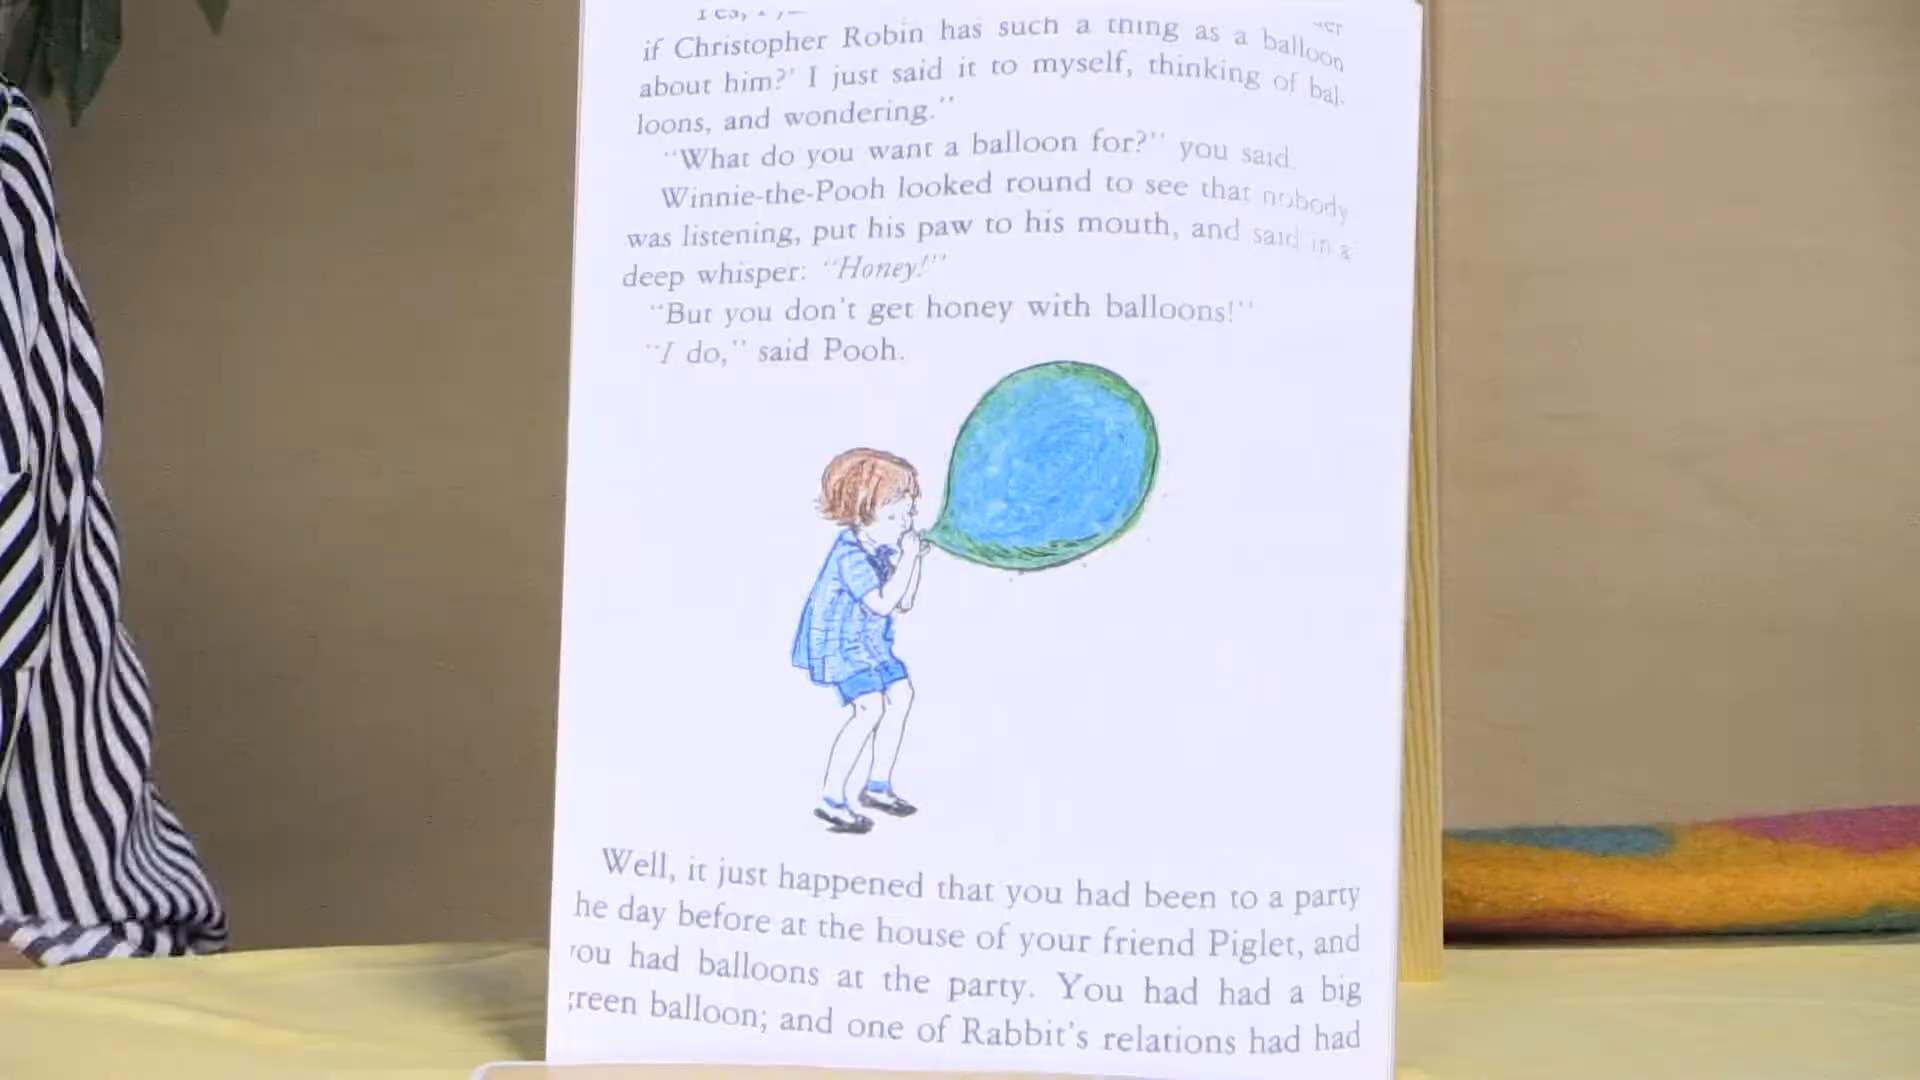 if Christopher Robin has such a thing as a balloon
about him?' I just said it to myself, thinking of bal-
loons, and wondering."
"What do you want a balloon for?" you said.
Winnie-the-Pooh looked round to see that nobody
was listening, put his paw to his mouth, and said in a
deep whisper: "Honey!"
"But you don't get honey with balloons!"
"I do," said Pooh.
Well, it just happened that you had been to a party
he day before at the house of your friend Piglet, and
ou had balloons at the party. You had had a big
reen balloon; and one of Rabbit's relations had had